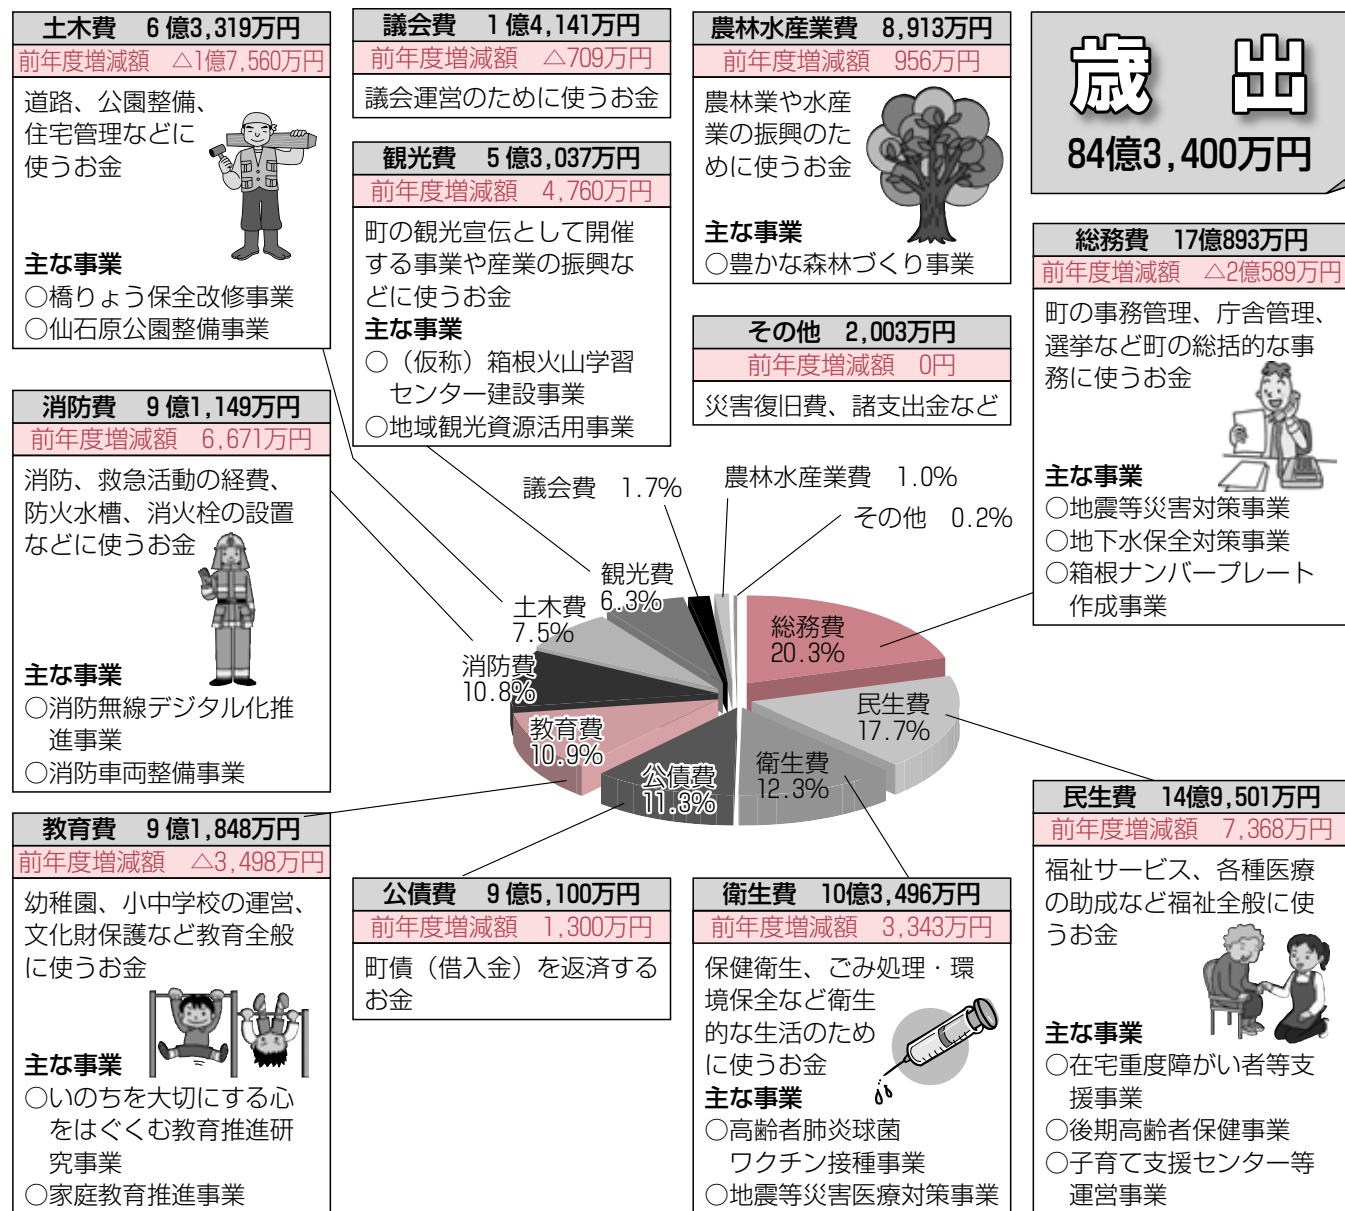 歳出
84億3,400万円
土木費　6億3,319万円
前年度増減額　△1億7,560万円
道路、公園整備、
住宅管理などに
使うお金
主な事業
○橋りょう保全改修事業
○仙石原公園整備事業
議会費　1億4,141万円
前年度増減額　△709万円
議会運営のために使うお金
観光費　5億3,037万円
前年度増減額　4,760万円
町の観光宣伝として開催
する事業や産業の振興な
どに使うお金
主な事業
○（仮称）箱根火山学習
センター建設事業
○地域観光資源活用事業
農林水産業費　8,913万円
前年度増減額　956万円
農林業や水産
業の振興のた
めに使うお金
主な事業
○豊かな森林づくり事業
その他　2,003万円
前年度増減額　0円
災害復旧費、諸支出金など
総務費　17億893万円
前年度増減額　△2億589万円
町の事務管理、庁舎管理、
選挙など町の総括的な事
務に使うお金
主な事業
○地震等災害対策事業
○地下水保全対策事業
○箱根ナンバープレート
作成事業
消防費　9億1,149万円
前年度増減額　6,671万円
消防、救急活動の経費、
防火水槽、消火栓の設置
などに使うお金
主な事業
○消防無線デジタル化推
進事業
○消防車両整備事業
議会費　1.7%
農林水産業費　1.0%
その他　0.2%
観光費
6.3%
土木費
7.5%
消防費
10.8%
教育費
10.9%
公債費
11.3%
衛生費
12.3%
民生費
17.7%
総務費
20.3%
教育費　9億1,848万円
前年度増減額　△3,498万円
幼稚園、小中学校の運営、
文化財保護など教育全般
に使うお金
主な事業
○いのちを大切にする心
をはぐくむ教育推進研
究事業
○家庭教育推進事業
公債費　9億5,100万円
前年度増減額　1,300万円
町債（借入金）を返済する
お金
衛生費　10億3,496万円
前年度増減額　3,343万円
保健衛生、ごみ処理・環
境保全など衛生
的な生活のため
に使うお金
主な事業
○高齢者肺炎球菌
ワクチン接種事業
○地震等災害医療対策事業
民生費　14億9,501万円
前年度増減額　7,368万円
福祉サービス、各種医療
の助成など福祉全般に使
うお金
主な事業
○在宅重度障がい者等支
援事業
○後期高齢者保健事業
○子育て支援センター等
運営事業